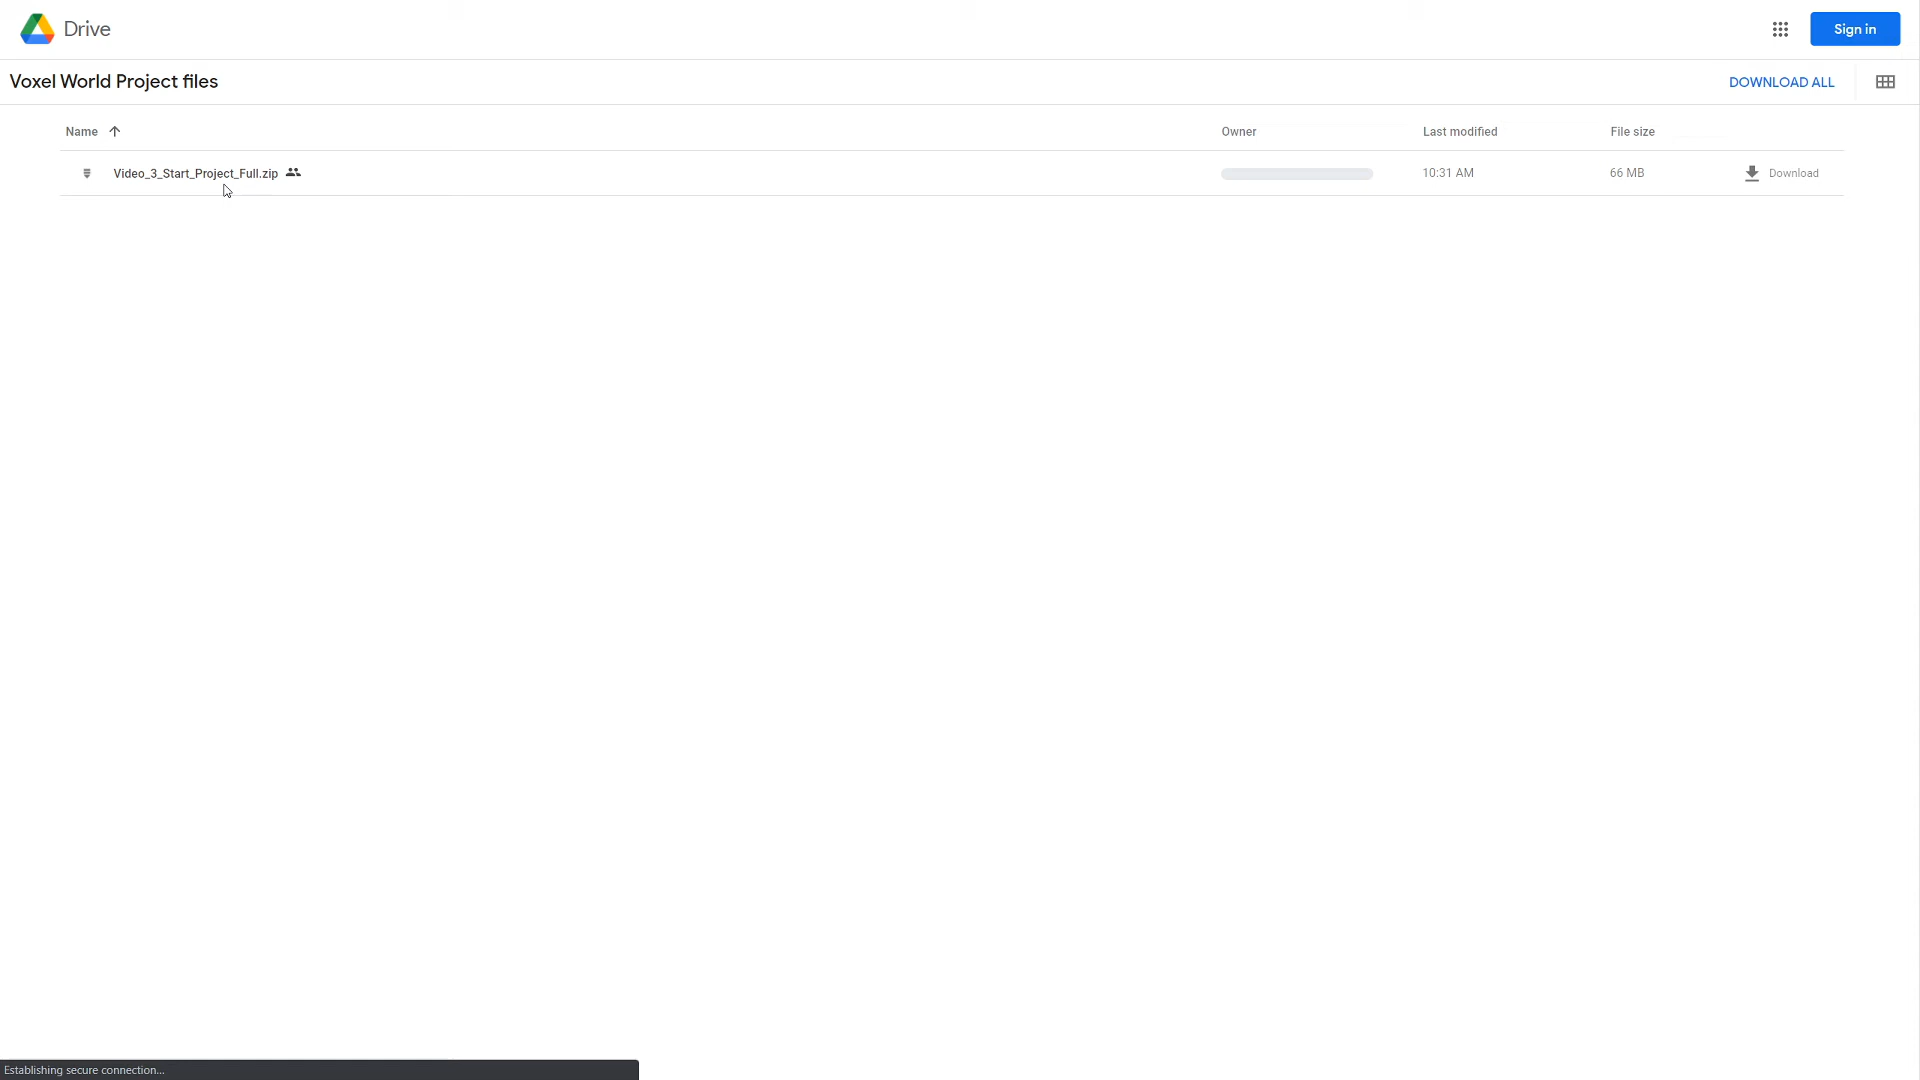 Drive
Sign in
Voxel World Project files
DOWNLOAD ALL
Name Owner Last modified File size
Video_3_Start_Project_Full.zip 10:31 AM 66 MB Download
Establishing secure connection...